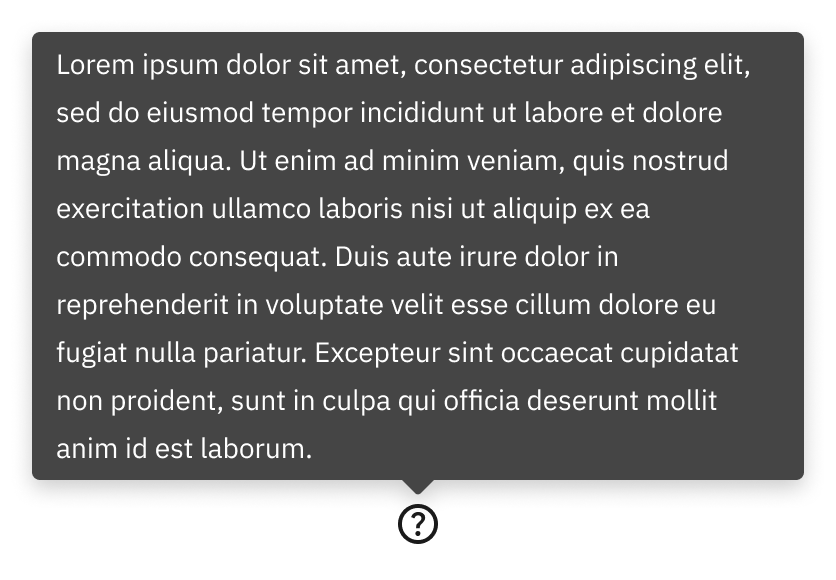 Lorem ipsum dolor sit amet, consectetur adipiscing elit,
sed do eiusmod tempor incididunt ut labore et dolore
magna aliqua. Ut enim ad minim veniam, quis nostrud
exercitation ullamco laboris nisi ut aliquip ex ea
commodo consequat. Duis aute irure dolor in
reprehenderit in voluptate velit esse cillum dolore eu
fugiat nulla pariatur. Excepteur sint occaecat cupidatat
non proident, sunt in culpa qui officia deserunt mollit
anim id est laborum.
?